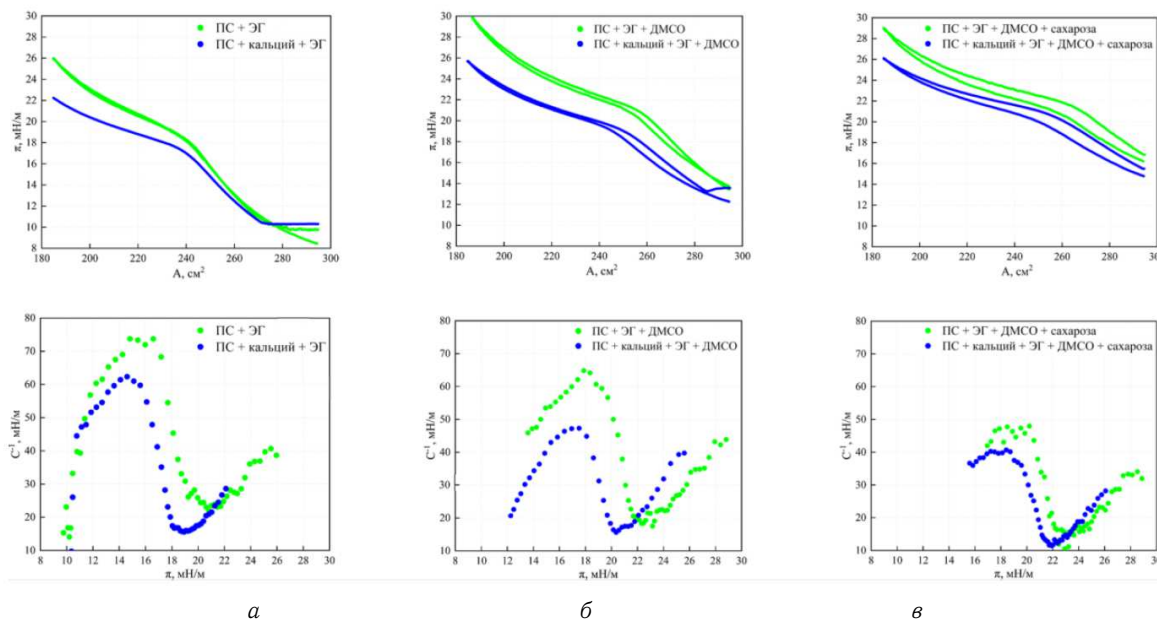 30
28
26
24
22
20
18
16
14
12
10
8
π, мН/м
180 200 220 240 260 280 300
А, см²
ПС + ЭГ
ПС + кальций + ЭГ
30
28
26
24
22
20
18
16
14
12
10
8
π, мН/м
180 200 220 240 260 280 300
А, см²
ПС + ЭГ + ДМСО
ПС + кальций + ЭГ + ДМСО
30
28
26
24
22
20
18
16
14
12
10
8
π, мН/м
180 200 220 240 260 280 300
А, см²
ПС + ЭГ + ДМСО + сахароза
ПС + кальций + ЭГ + ДМСО + сахароза
80
70
60
50
40
30
20
10
C⁻¹, мН/м
8 10 12 14 16 18 20 22 24 26 28 30
π, мН/м
ПС + ЭГ
ПС + кальций + ЭГ
80
70
60
50
40
30
20
10
C⁻¹, мН/м
8 10 12 14 16 18 20 22 24 26 28 30
π, мН/м
ПС + ЭГ + ДМСО
ПС + кальций + ЭГ + ДМСО
80
70
60
50
40
30
20
10
C⁻¹, мН/м
8 10 12 14 16 18 20 22 24 26 28 30
π, мН/м
ПС + ЭГ + ДМСО + сахароза
ПС + кальций + ЭГ + ДМСО + сахароза
а б в